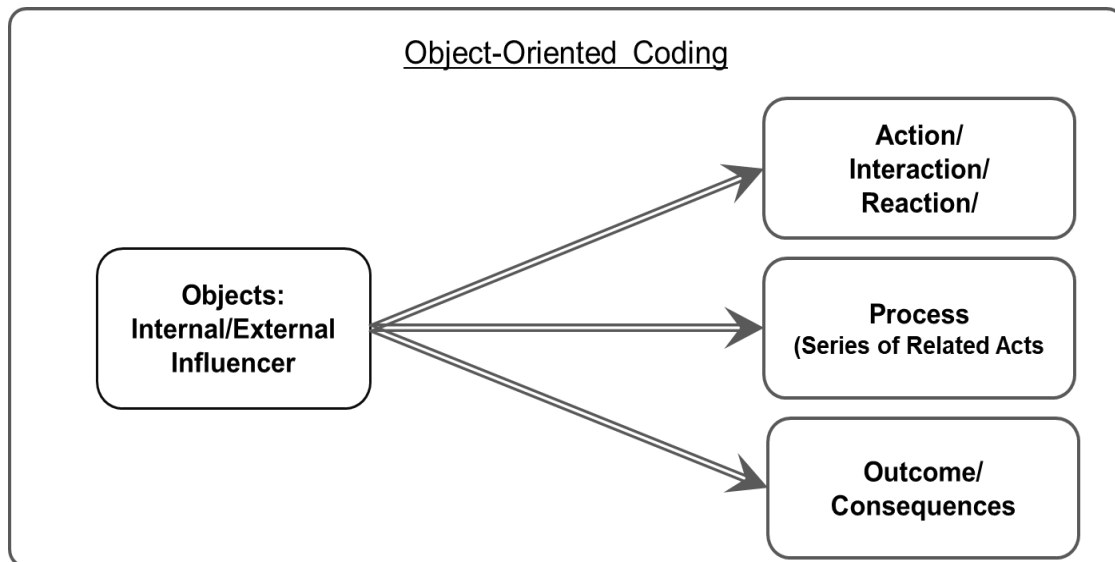 Object-Oriented Coding
Action/
Interaction/
Reaction/
Objects:
Internal/External
Influencer
Process
(Series of Related Acts
Outcome/
Consequences